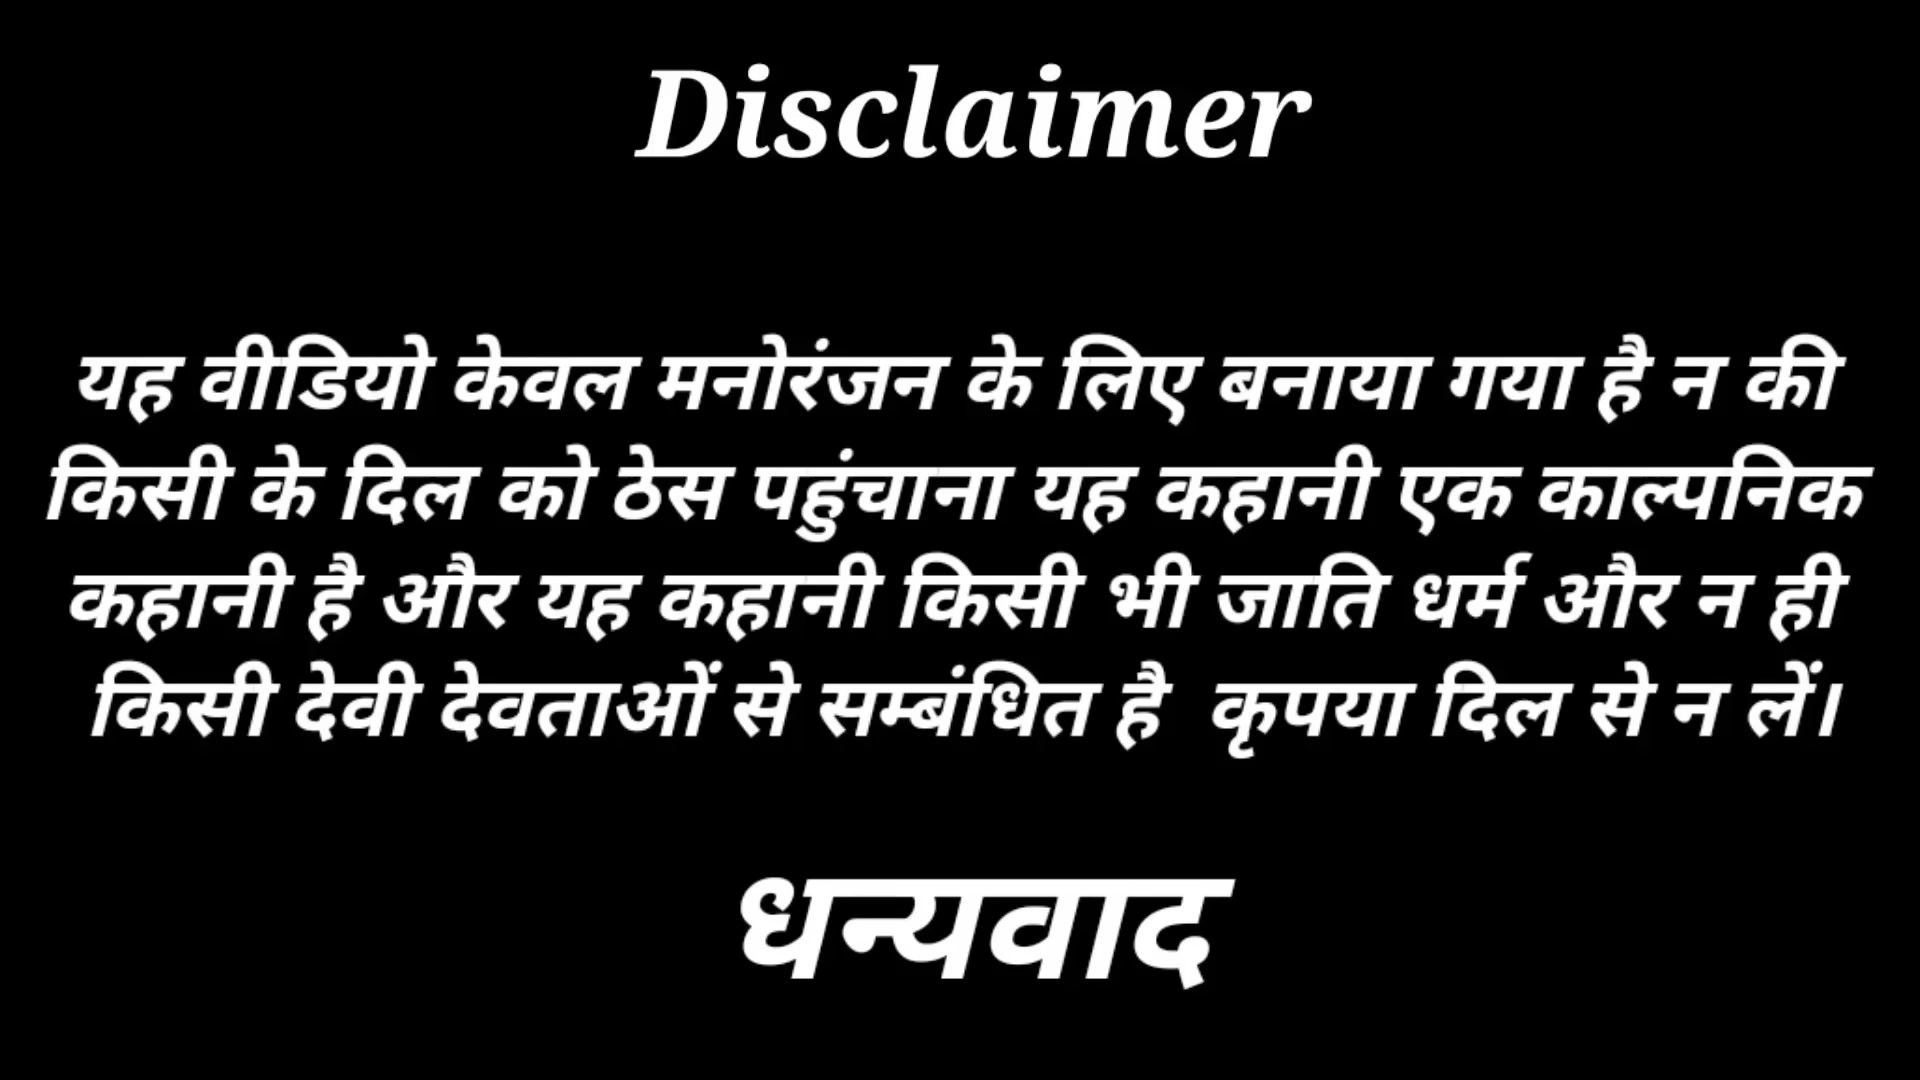 Disclaimer
यह वीडियो केवल मनोरंजन के लिए बनाया गया है न की
किसी के दिल को ठेस पहुंचाना यह कहानी एक काल्पनिक
कहानी है और यह कहानी किसी भी जाति धर्म और न ही
किसी देवी देवताओं से सम्बंधित है कृपया दिल से न लें।
धन्यवाद